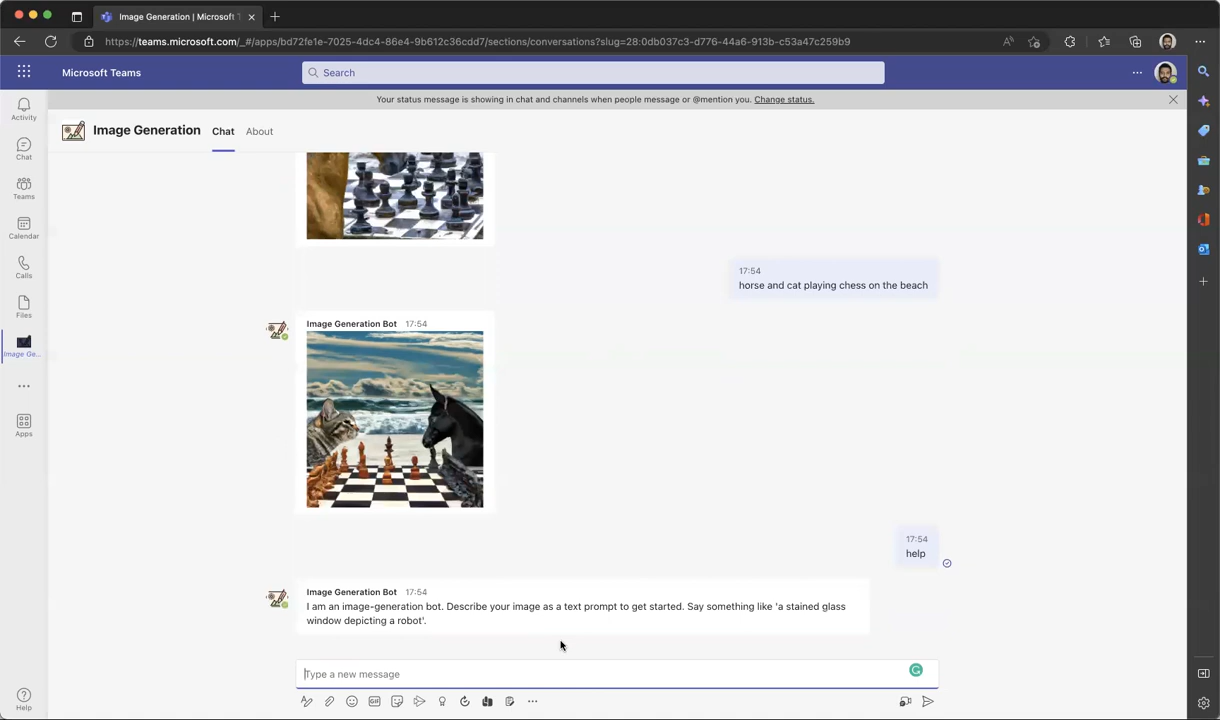 Image Generation | Microsoft T
https://teams.microsoft.com/_#/apps/bd72fe1e-7025-4dc4-86e4-9b612c36cdd7/sections/conversations?slug=28:0db037c3-d776-44a6-913b-c53a47c259b9
Microsoft Teams
Search
Your status message is showing in chat and channels when people message or @mention you. Change status.
Activity
Chat
Teams
Calendar
Calls
Files
Image Ge...
Apps
Help
Image Generation
Chat
About
17:54
horse and cat playing chess on the beach
Image Generation Bot 17:54
17:54
help
Image Generation Bot 17:54
I am an image-generation bot. Describe your image as a text prompt to get started. Say something like 'a stained glass
window depicting a robot'.
Type a new message
GIF